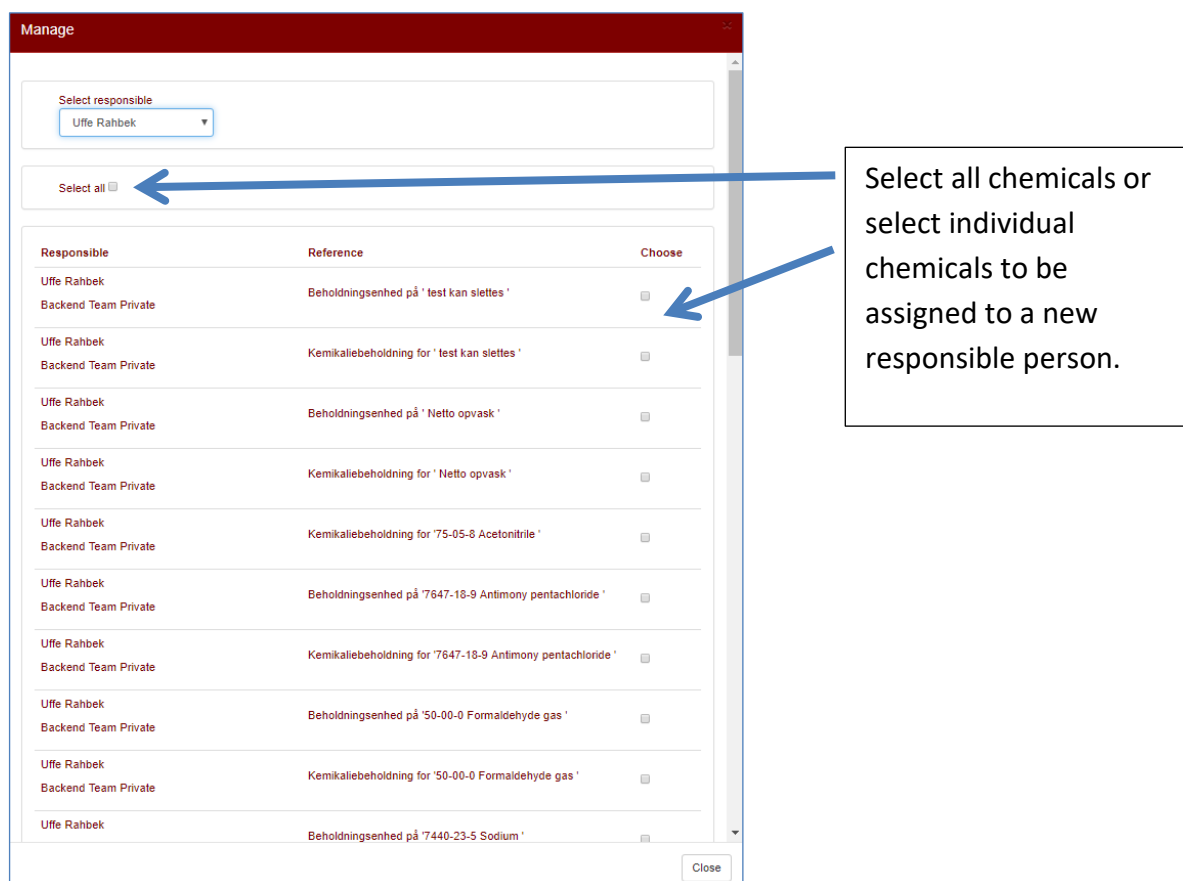 Manage
Select responsible
Uffe Rahbek
Select all
Select all chemicals or
select individual
chemicals to be
assigned to a new
responsible person.
Responsible Reference Choose
Uffe Rahbek
Backend Team Private
Beholdningsenhed på ' test kan slettes '
Uffe Rahbek
Backend Team Private
Kemikaliebeholdning for ' test kan slettes '
Uffe Rahbek
Backend Team Private
Beholdningsenhed på ' Netto opvask '
Uffe Rahbek
Backend Team Private
Kemikaliebeholdning for ' Netto opvask '
Uffe Rahbek
Backend Team Private
Kemikaliebeholdning for '75-05-8 Acetonitrile '
Uffe Rahbek
Backend Team Private
Beholdningsenhed på '7647-18-9 Antimony pentachloride '
Uffe Rahbek
Backend Team Private
Kemikaliebeholdning for '7647-18-9 Antimony pentachloride '
Uffe Rahbek
Backend Team Private
Beholdningsenhed på '50-00-0 Formaldehyde gas '
Uffe Rahbek
Backend Team Private
Kemikaliebeholdning for '50-00-0 Formaldehyde gas '
Uffe Rahbek
Beholdningsenhed på '7440-23-5 Sodium '
Close